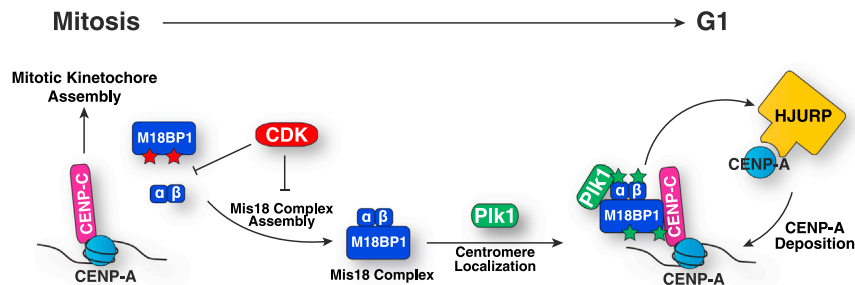 Mitosis
G1
Mitotic Kinetochore
Assembly
M18BP1
CDK
α β
CENP-C
CENP-A
Mis18 Complex
Assembly
α β
M18BP1
Mis18 Complex
Plk1
Centromere
Localization
Plk1
α β
M18BP1
CENP-C
CENP-A
HJURP
CENP-A
CENP-A
Deposition